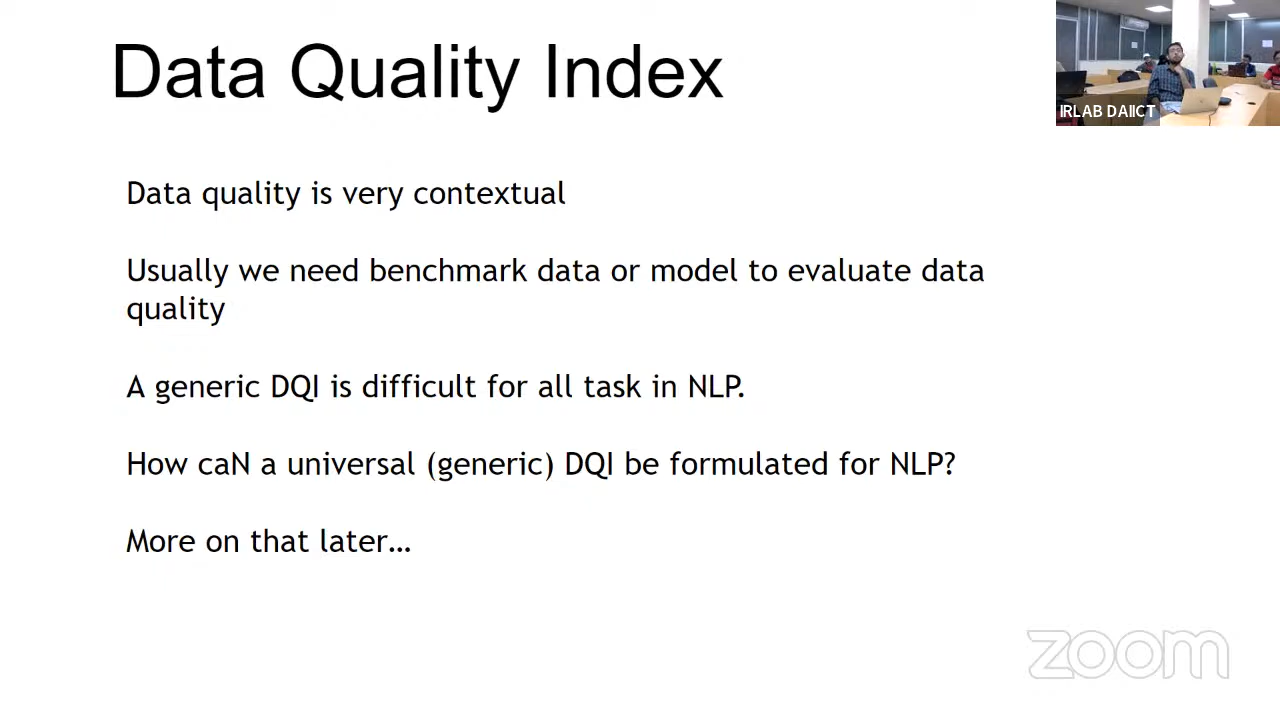 Data Quality Index
IRLAB DAIICT
Data quality is very contextual
Usually we need benchmark data or model to evaluate data
quality
A generic DQI is difficult for all task in NLP.
How caN a universal (generic) DQI be formulated for NLP?
More on that later…
zoom